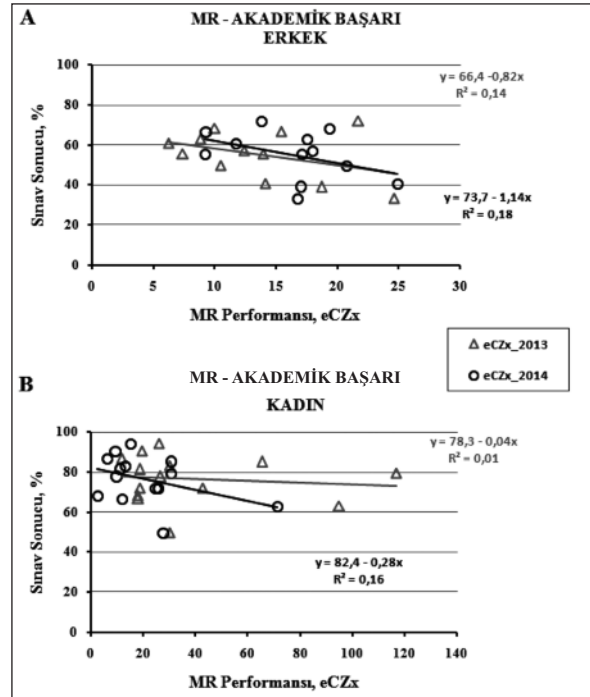 A
MR - AKADEMİK BAŞARI
ERKEK
Sınav Sonucu, %
100
80
60
40
20
0
y = 66,4 -0,82x
R² = 0,14
y = 73,7 - 1,14x
R² = 0,18
0 5 10 15 20 25 30
MR Performansı, eCZx
eCZx_2013
eCZx_2014
B
MR - AKADEMİK BAŞARI
KADIN
Sınav Sonucu, %
100
80
60
40
20
0
y = 78,3 - 0,04x
R² = 0,01
y = 82,4 - 0,28x
R² = 0,16
0 20 40 60 80 100 120 140
MR Performansı, eCZx